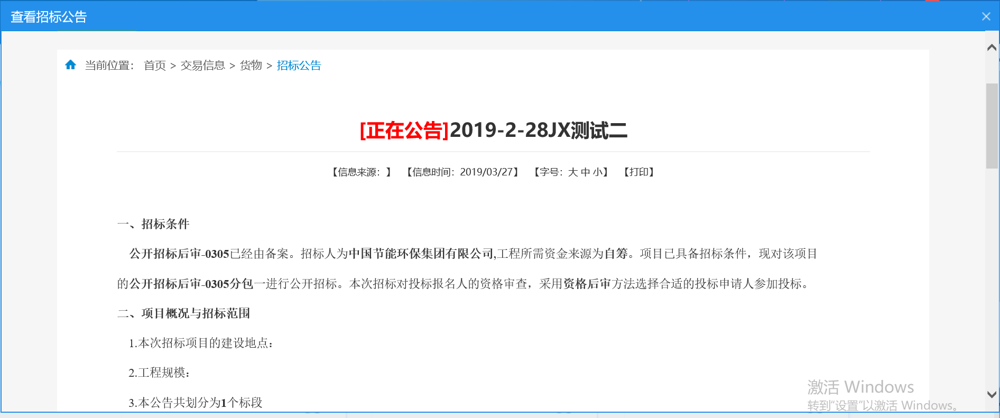 查看招标公告
当前位置： 首页 > 交易信息 > 货物 > 招标公告
[正在公告]2019-2-28JX测试二
【信息来源：】 【信息时间：2019/03/27】 【字号：大 中 小】 【打印】
一、招标条件
公开招标后审-0305已经由备案。招标人为中国节能环保集团有限公司,工程所需资金来源为自筹。项目已具备招标条件，现对该项目
的公开招标后审-0305分包一进行公开招标。本次招标对投标报名人的资格审查，采用资格后审方法选择合适的投标申请人参加投标。
二、项目概况与招标范围
1.本次招标项目的建设地点：
2.工程规模：
3.本公告共划分为1个标段
激活 Windows
转到“设置”以激活 Windows。